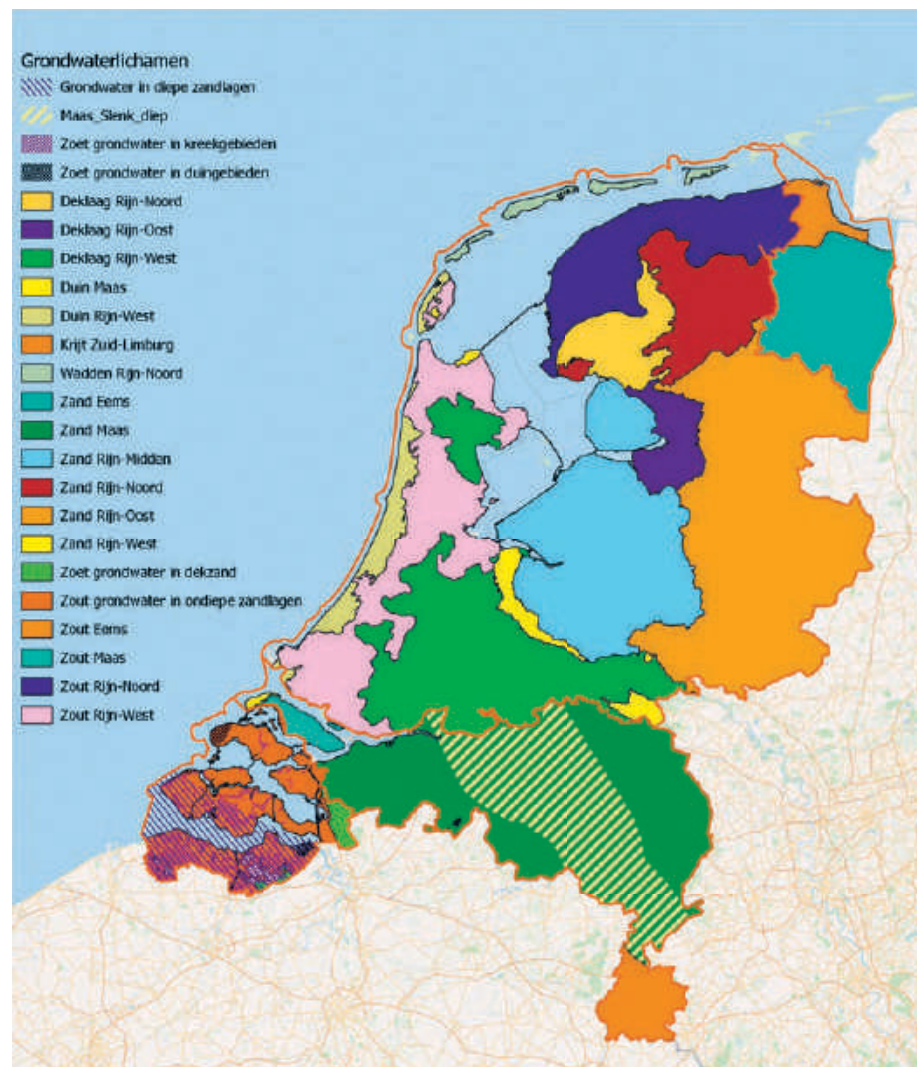 Grondwaterlichamen
Grondwater in diepe zandlagen
Maas_Slenk_diep
Zoet grondwater in kreekgebieden
Zoet grondwater in duingebieden
Deklaag Rijn-Noord
Deklaag Rijn-Oost
Deklaag Rijn-West
Duin Maas
Duin Rijn-West
Krijt Zuid-Limburg
Wadden Rijn-Noord
Zand Eems
Zand Maas
Zand Rijn-Midden
Zand Rijn-Noord
Zand Rijn-Oost
Zand Rijn-West
Zoet grondwater in dekzand
Zout grondwater in ondiepe zandlagen
Zout Eems
Zout Maas
Zout Rijn-Noord
Zout Rijn-West